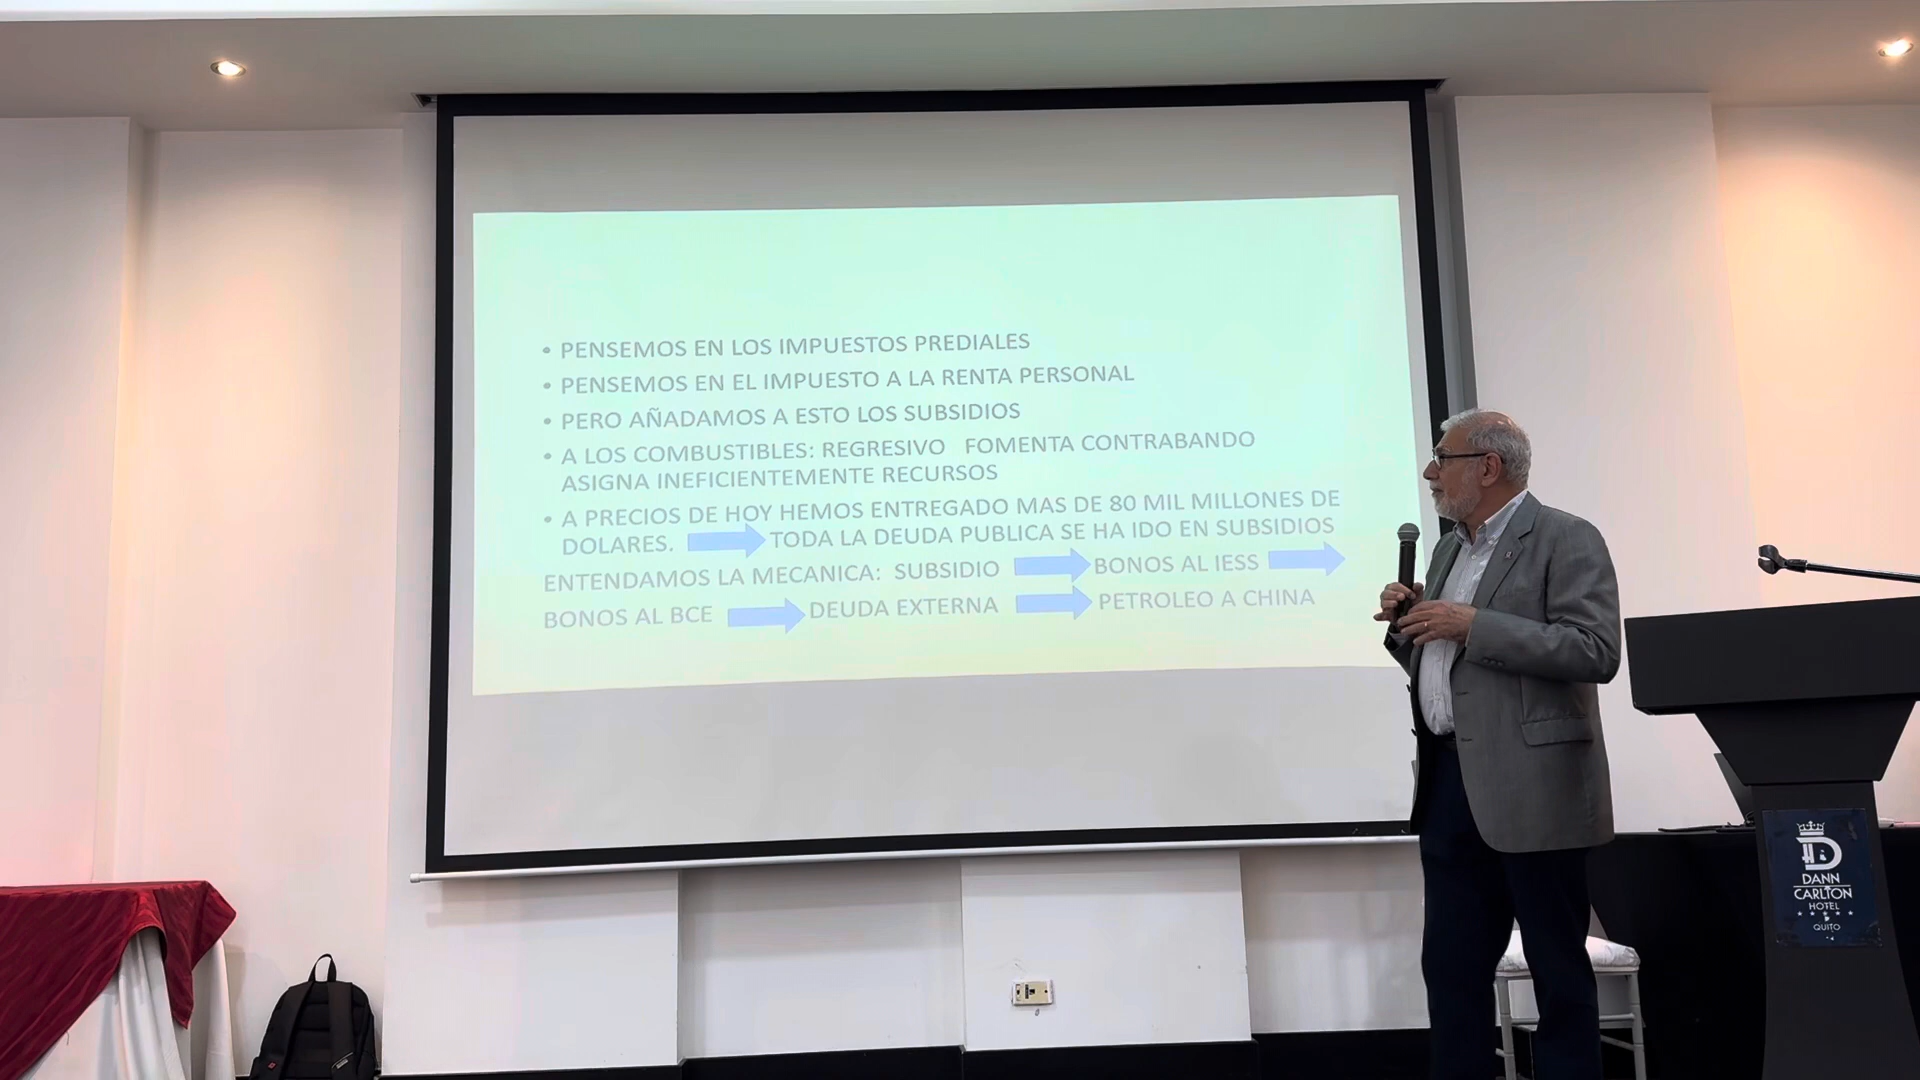 • PENSEMOS EN LOS IMPUESTOS PREDIALES
• PENSEMOS EN EL IMPUESTO A LA RENTA PERSONAL
• PERO AÑADAMOS A ESTO LOS SUBSIDIOS
• A LOS COMBUSTIBLES: REGRESIVO FOMENTA CONTRABANDO
ASIGNA INEFICIENTEMENTE RECURSOS
• A PRECIOS DE HOY HEMOS ENTREGADO MAS DE 80 MIL MILLONES DE
DOLARES. TODA LA DEUDA PUBLICA SE HA IDO EN SUBSIDIOS
ENTENDAMOS LA MECANICA: SUBSIDIO BONOS AL IESS
BONOS AL BCE DEUDA EXTERNA PETROLEO A CHINA
DANN
CARLTON
HOTEL
QUITO